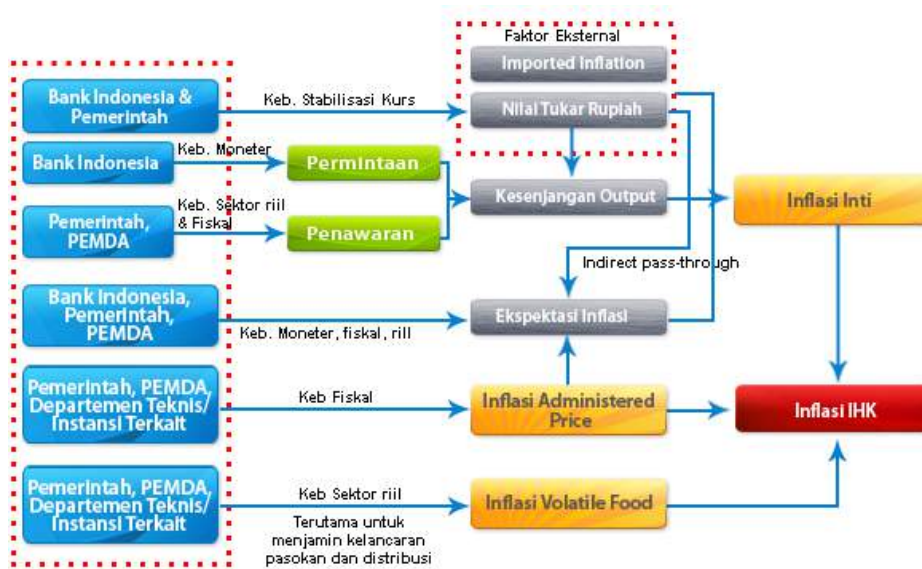 Faktor Eksternal
Imported Inflation
Bank Indonesia &
Pemerintah
Keb. Stabilisasi Kurs
Nilai Tukar Rupiah
Bank Indonesia
Keb. Moneter
Permintaan
Kesenjangan Output
Inflasi Inti
Pemerintah,
PEMDA
Keb. Sektor riil
& Fiskal
Penawaran
Indirect pass-through
Bank Indonesia,
Pemerintah,
PEMDA
Keb. Moneter, fiskal, rill
Ekspektasi Inflasi
Pemerintah, PEMDA,
Departemen Teknis/
Instansi Terkait
Keb Fiskal
Inflasi Administered
Price
Inflasi IHK
Pemerintah, PEMDA,
Departemen Teknis/
Instansi Terkait
Keb Sektor riil
Terutama untuk
menjamin kelancaran
pasokan dan distribusi
Inflasi Volatile Food